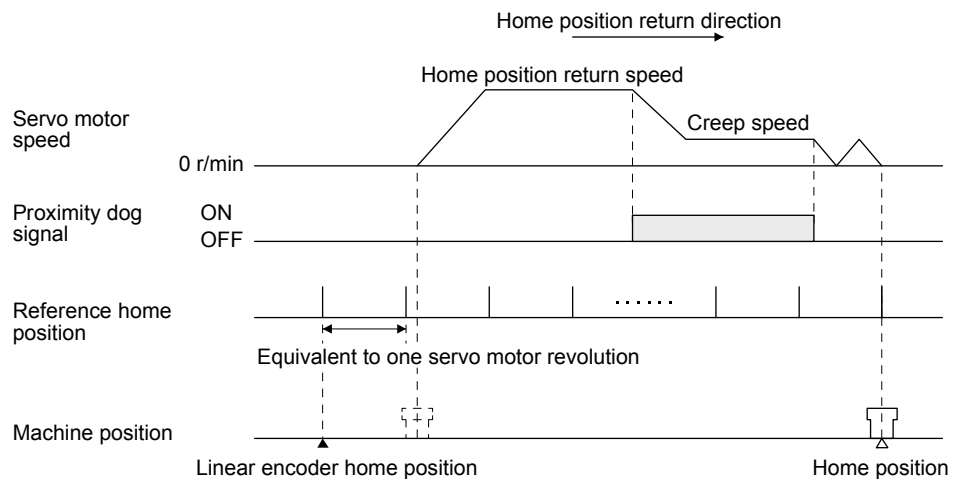 Home position return direction
Home position return speed
Servo motor
speed
Creep speed
0 r/min
Proximity dog
signal
ON
OFF
Reference home
position
Equivalent to one servo motor revolution
Machine position
Linear encoder home position
Home position